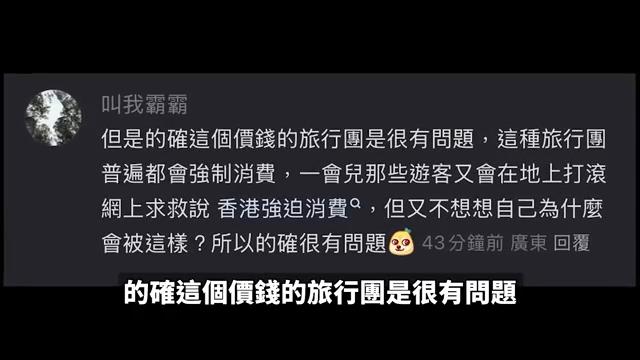 叫我霸霸
但是的確這個價錢的旅行團是很有問題，這種旅行團
普遍都會強制消費，一會兒那些遊客又會在地上打滾
網上求救說 香港強迫消費，但又不想想自己為什麼
會被這樣？所以的確很有問題 43分鐘前 廣東 回覆
的確這個價錢的旅行團是很有問題